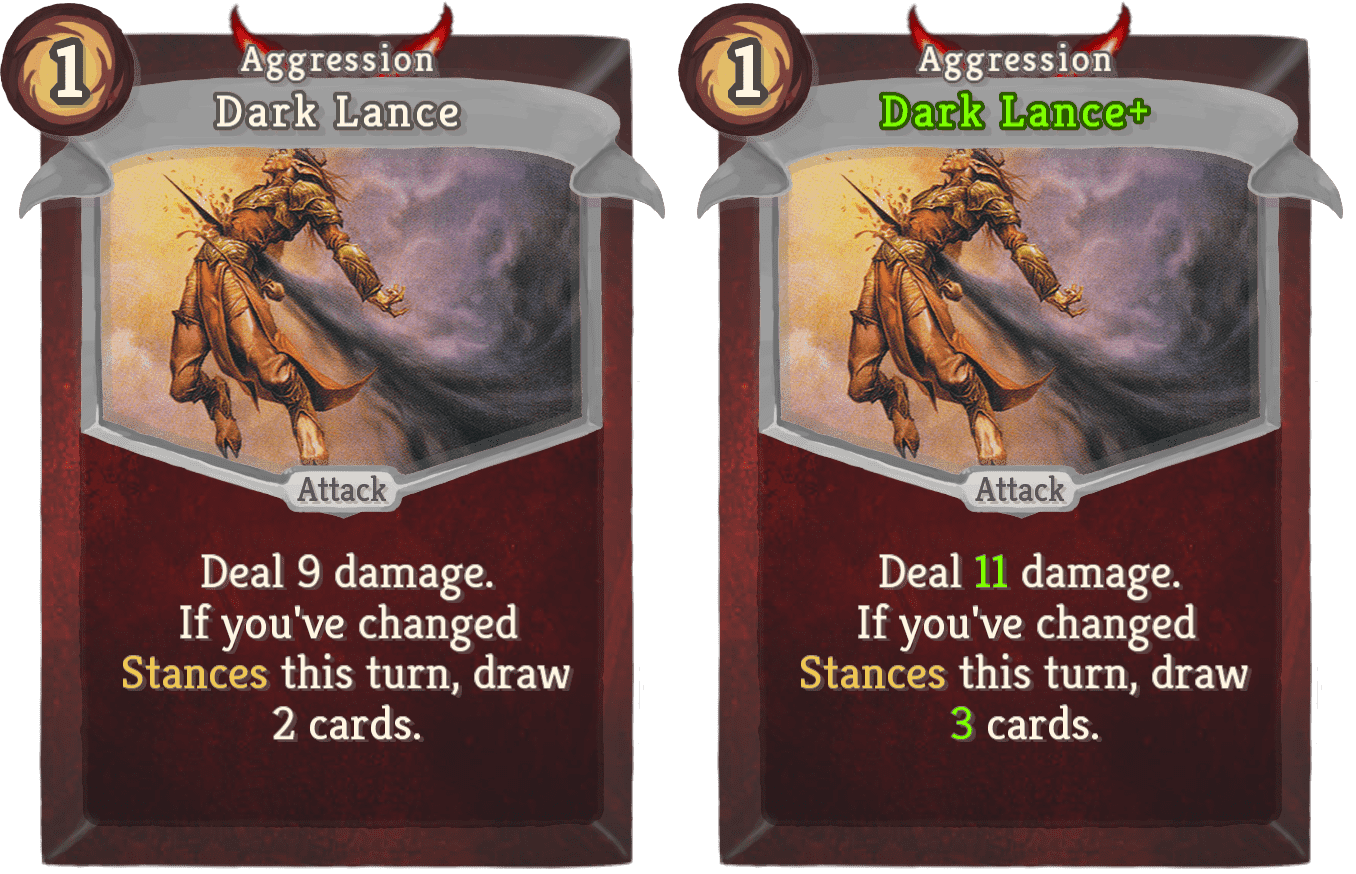 1
Aggression
Dark Lance
Attack
Deal 9 damage.
If you've changed
Stances this turn, draw
2 cards.
1
Aggression
Dark Lance+
Attack
Deal 11 damage.
If you've changed
Stances this turn, draw
3 cards.